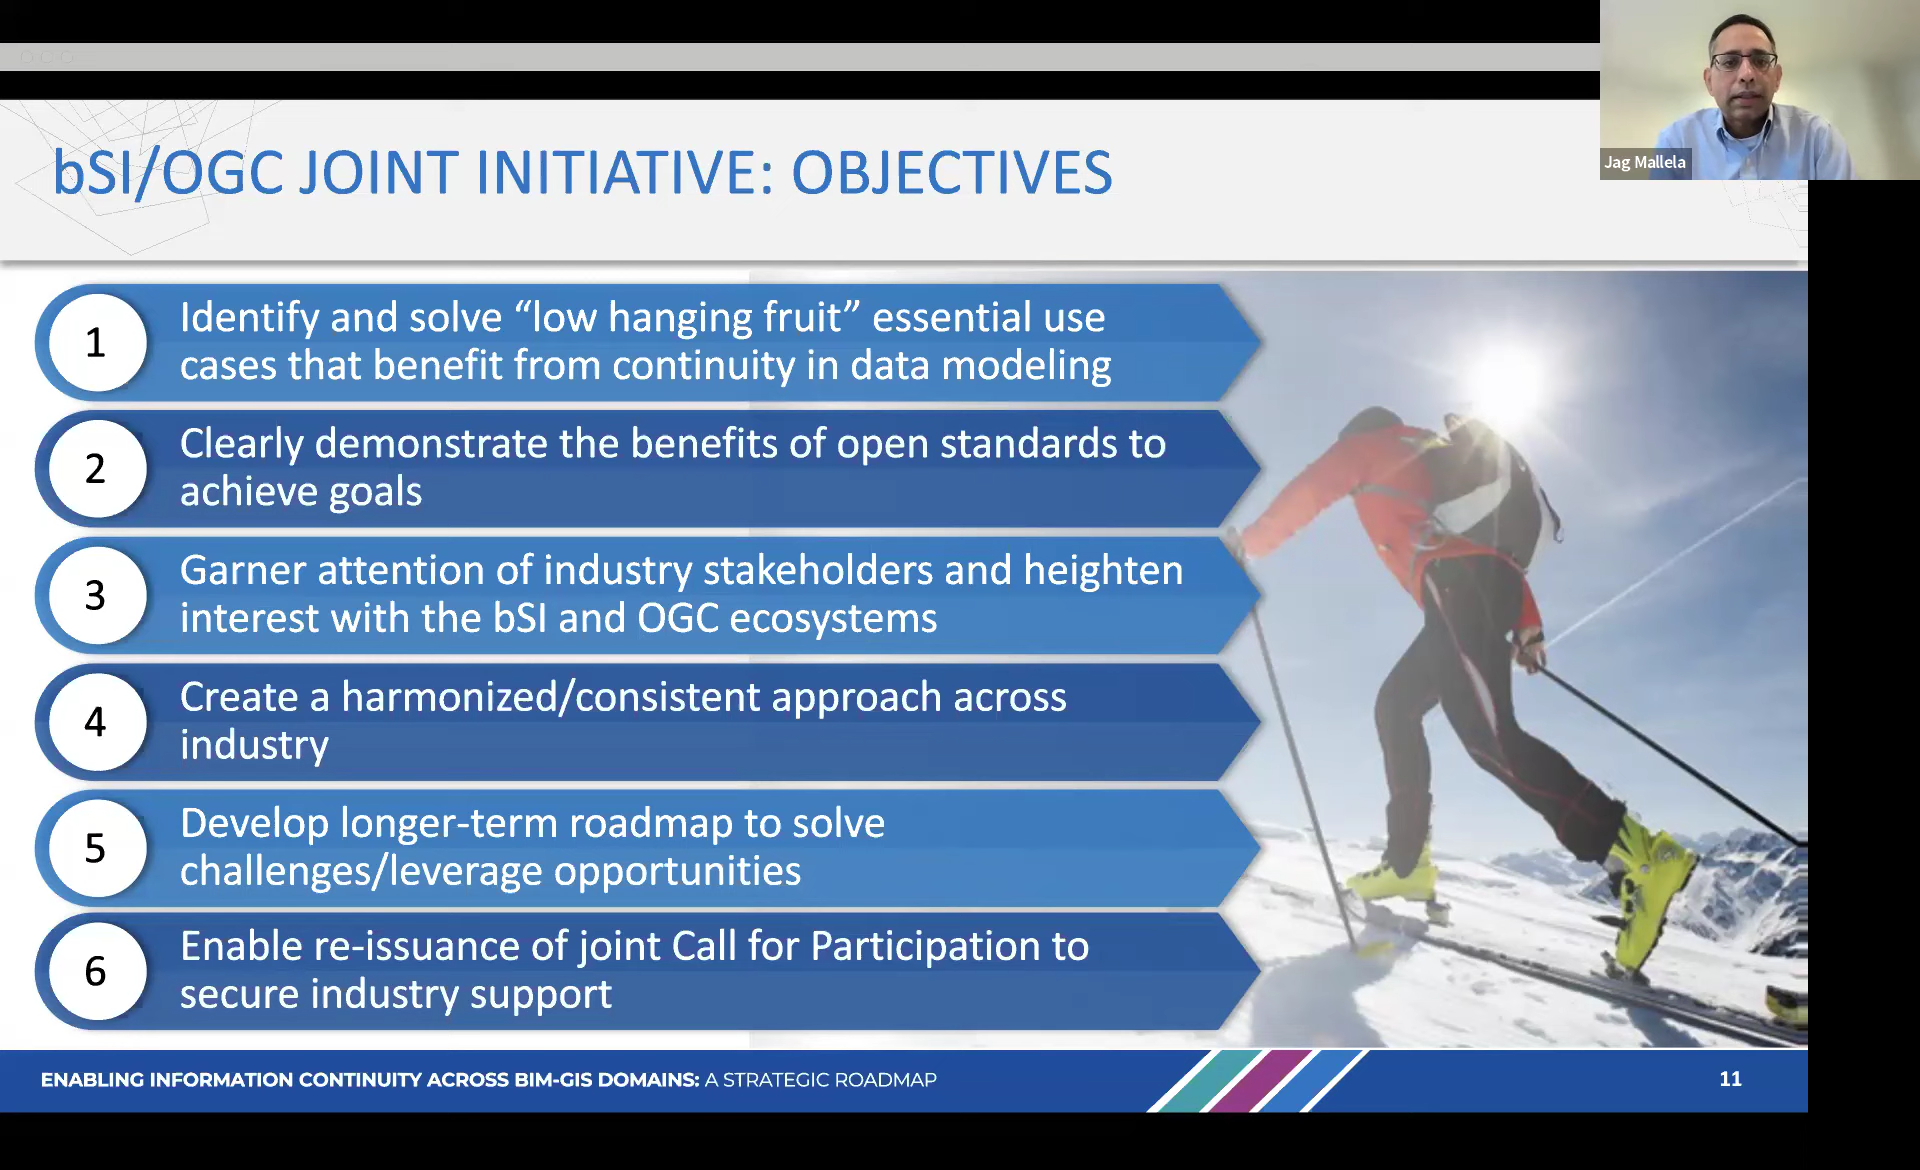 Jag Mallela
bSI/OGC JOINT INITIATIVE: OBJECTIVES
1
Identify and solve “low hanging fruit” essential use
cases that benefit from continuity in data modeling
2
Clearly demonstrate the benefits of open standards to
achieve goals
3
Garner attention of industry stakeholders and heighten
interest with the bSI and OGC ecosystems
4
Create a harmonized/consistent approach across
industry
5
Develop longer-term roadmap to solve
challenges/leverage opportunities
6
Enable re-issuance of joint Call for Participation to
secure industry support
ENABLING INFORMATION CONTINUITY ACROSS BIM-GIS DOMAINS: A STRATEGIC ROADMAP
11